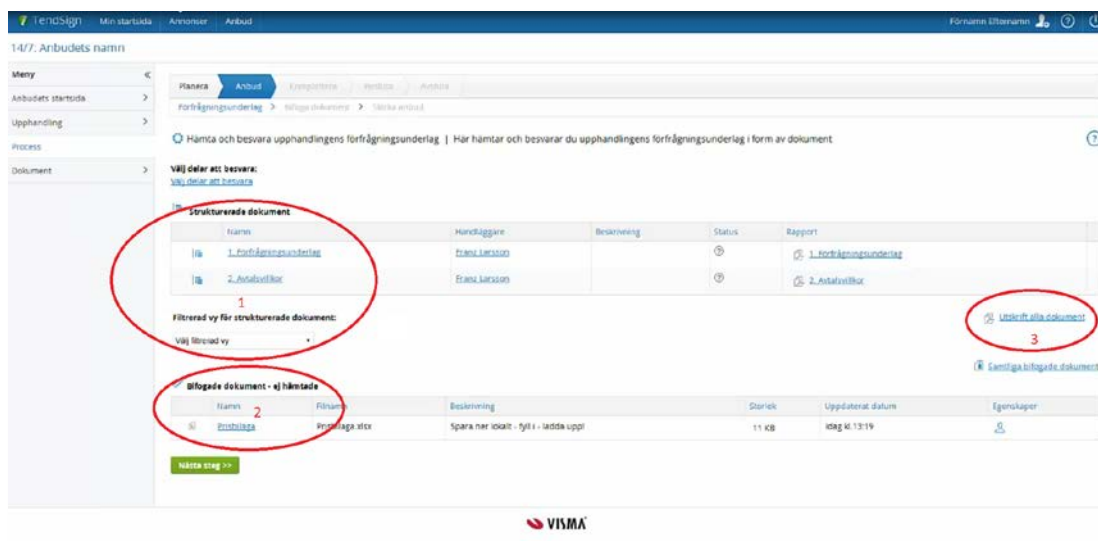 TendSign Min startsida Annonser Anbud Förnamn Efternamn
14/7: Anbudets namn
Meny
Anbudets startsida
Upphandling
Process
Dokument
Planera Anbud
Förfrågningsunderlag > Bifoga dokument > Skicka anbud
Hämta och besvara upphandlingens förfrågningsunderlag | Här hämtar och besvarar du upphandlingens förfrågningsunderlag i form av dokument
Välj delar att besvara:
Välj delar att besvara
Strukturerade dokument
Namn Handläggare Beskrivning Status Rapport
1. Förfrågningsunderlag Franz Larsson 1. Förfrågningsunderlag
2. Avtalsvillkor Franz Larsson 2. Avtalsvillkor
1
Filtrerad vy för strukturerade dokument:
Välj filtrerad vy
Utskrift alla dokument
3
Samtliga bifogade dokument
Bifogade dokument - ej hämtade
Namn Filnamn Beskrivning Storlek Uppdaterat datum Egenskaper
2
Prisbilaga Prisbilaga.xlsx Spara ner lokalt - fyll i - ladda upp! 11 KB idag kl.13:19
Nästa steg >>
VISMA